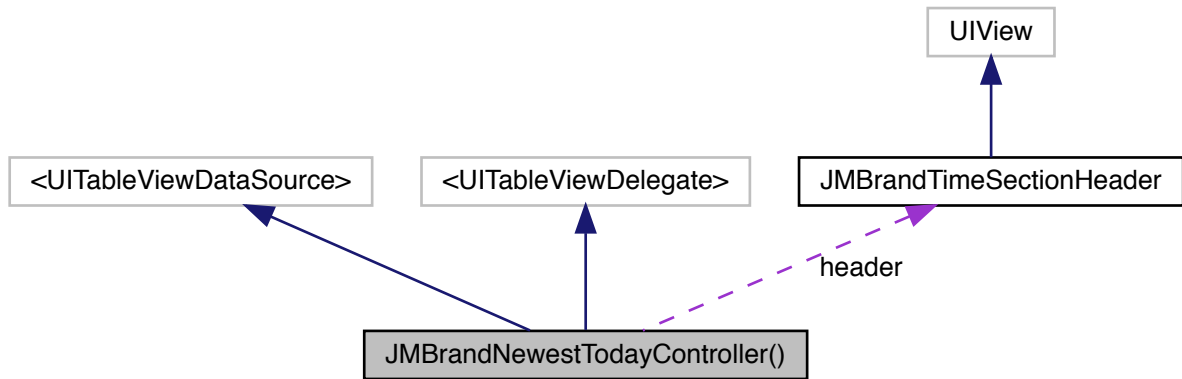 UIView
<UITableViewDataSource>
<UITableViewDelegate>
JMBrandTimeSectionHeader
header
JMBrandNewestTodayController()